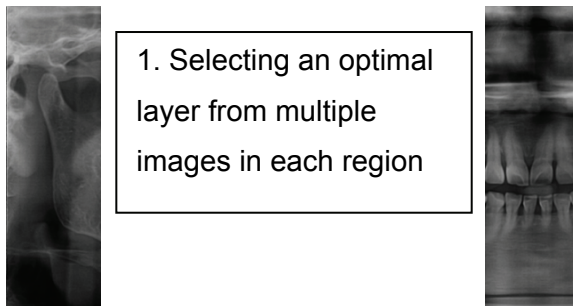 1. Selecting an optimal
layer from multiple
images in each region